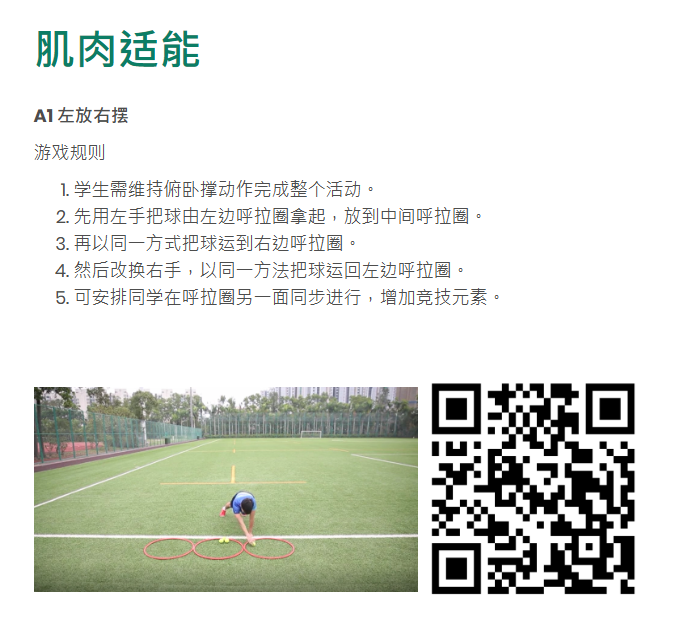 肌肉适能
A1 左放右摆
游戏规则
1. 学生需维持俯卧撑动作完成整个活动。
2. 先用左手把球由左边呼拉圈拿起，放到中间呼拉圈。
3. 再以同一方式把球运到右边呼拉圈。
4. 然后改换右手，以同一方法把球运回左边呼拉圈。
5. 可安排同学在呼拉圈另一面同步进行，增加竞技元素。